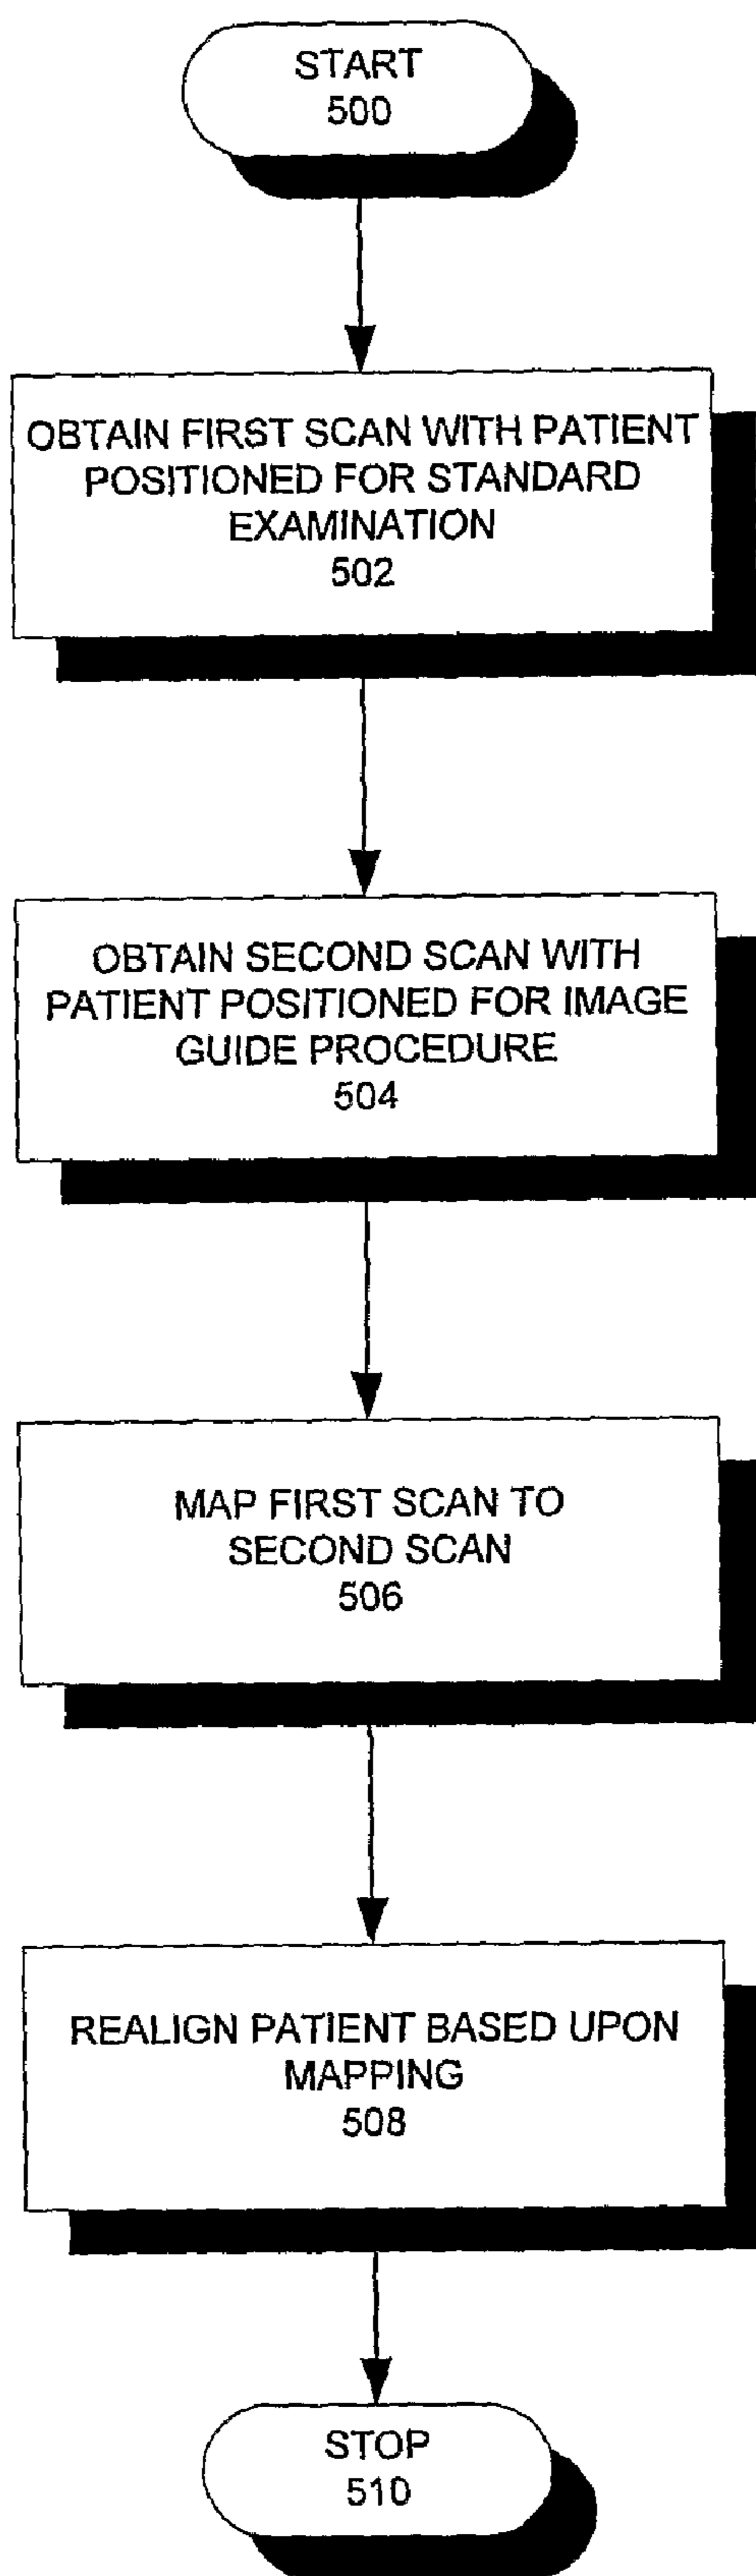 START
500
OBTAIN FIRST SCAN WITH PATIENT
POSITIONED FOR STANDARD
EXAMINATION
502
OBTAIN SECOND SCAN WITH
PATIENT POSITIONED FOR IMAGE
GUIDE PROCEDURE
504
MAP FIRST SCAN TO
SECOND SCAN
506
REALIGN PATIENT BASED UPON
MAPPING
508
STOP
510